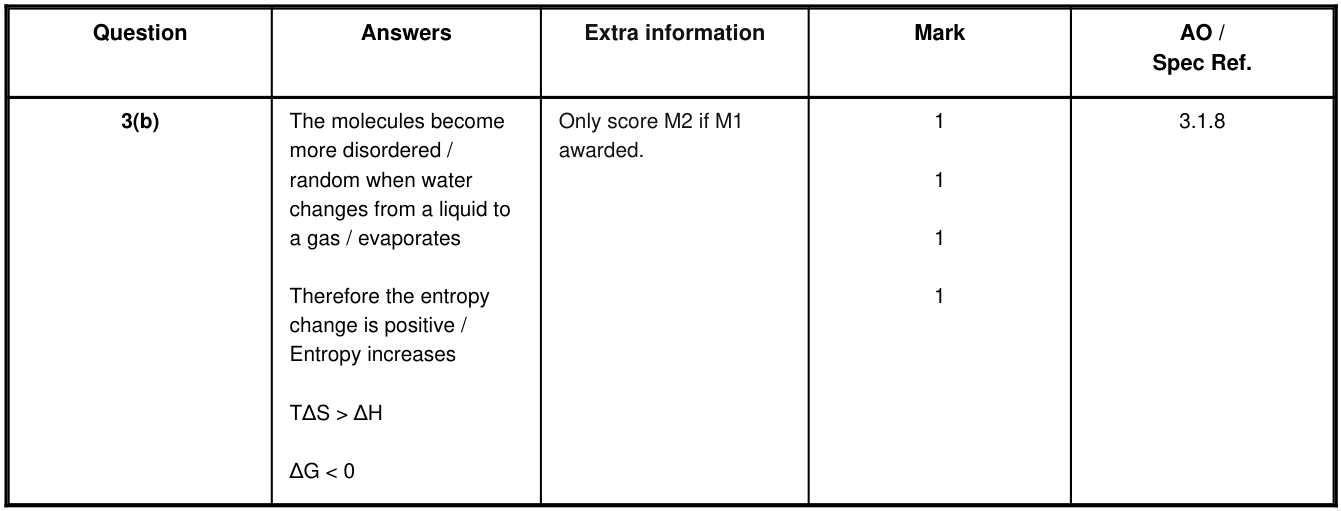 Question Answers Extra information Mark AO /
Spec Ref.
3(b) The molecules become Only score M2 if M1 1 3.1.8
more disordered / awarded.
random when water 1
changes from a liquid to
a gas / evaporates 1
Therefore the entropy 1
change is positive /
Entropy increases
TΔS > ΔH
ΔG < 0